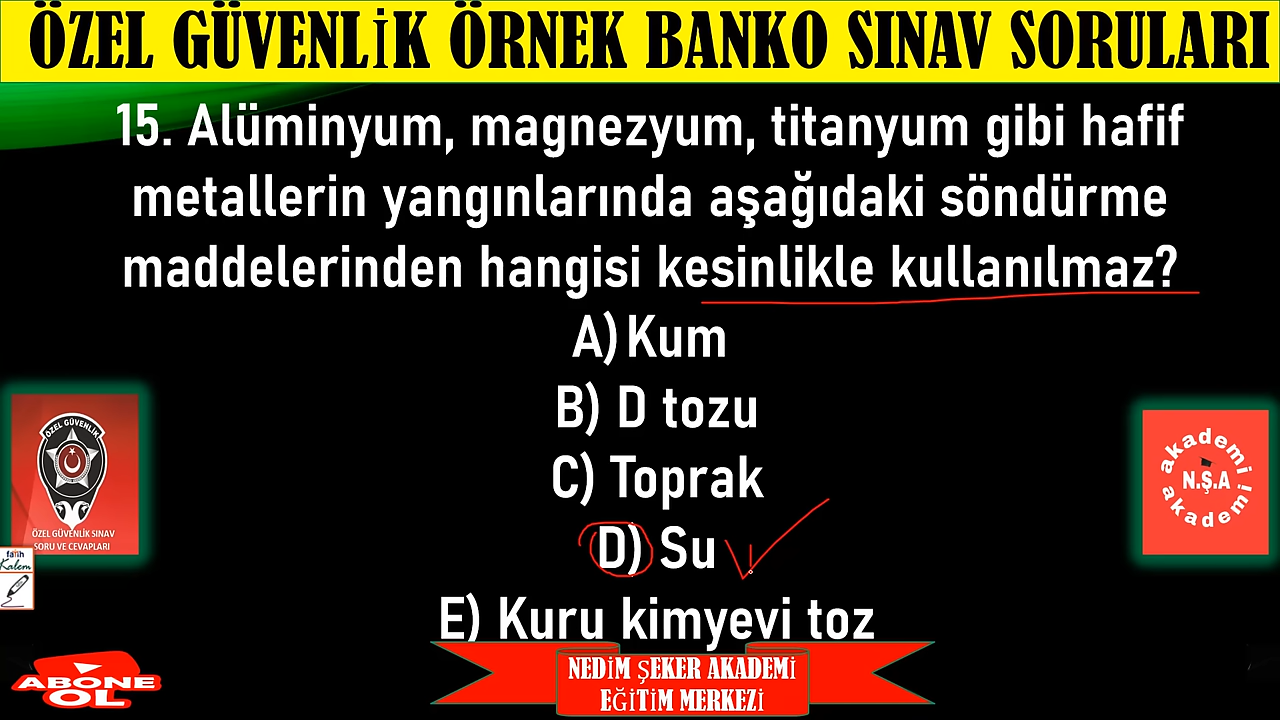 ÖZEL GÜVENLİK ÖRNEK BANKO SINAV SORULARI
15. Alüminyum, magnezyum, titanyum gibi hafif
metallerin yangınlarında aşağıdaki söndürme
maddelerinden hangisi kesinlikle kullanılmaz?
A) Kum
B) D tozu
C) Toprak
D) Su
E) Kuru kimyevi toz
ÖZEL GÜVENLİK
ÖZEL GÜVENLİK SINAV
SORU VE CEVAPLARI
fatih
Kalem
akademi
N.Ş.A
akademi
ABONE
OL
NEDİM ŞEKER AKADEMİ
EĞİTİM MERKEZİ